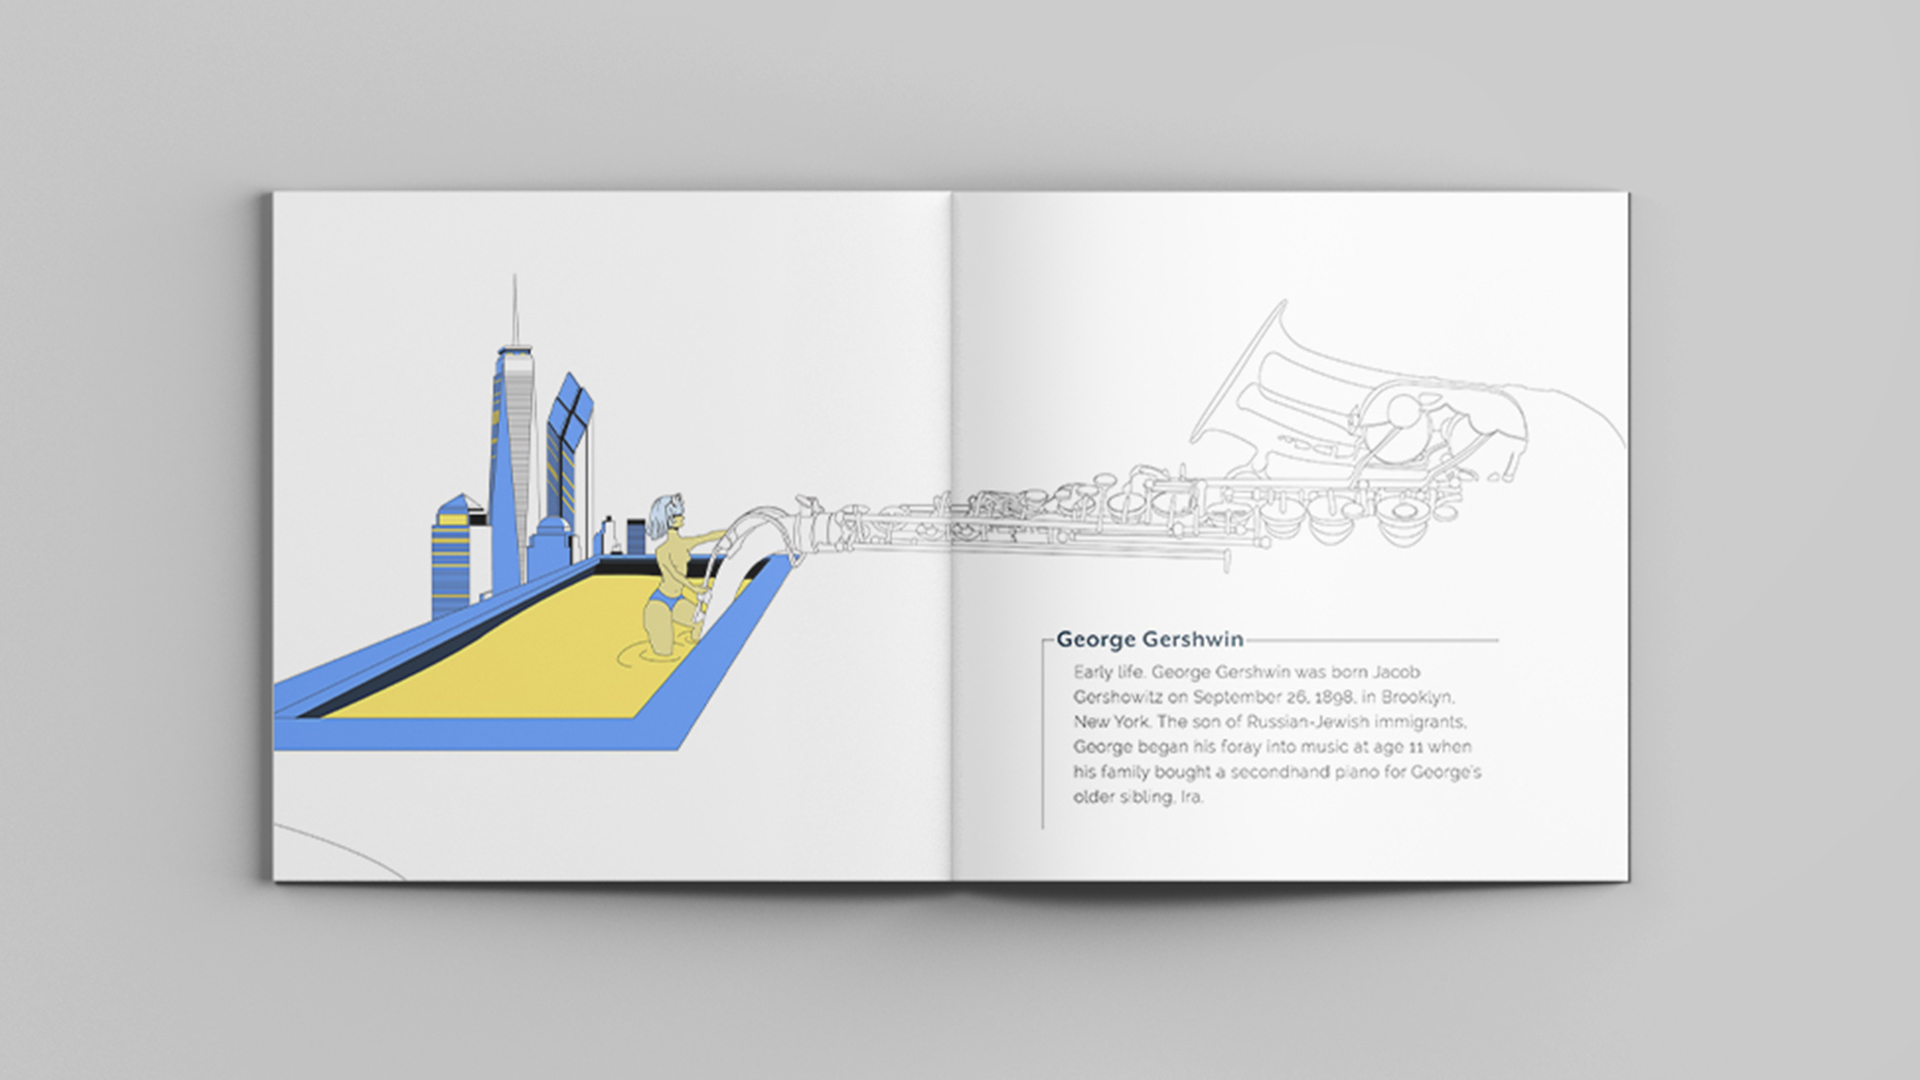 George Gershwin
Early life. George Gershwin was born Jacob
Gershowitz on September 26, 1898, in Brooklyn,
New York. The son of Russian-Jewish immigrants,
George began his foray into music at age 11 when
his family bought a secondhand piano for George's
older sibling, Ira.